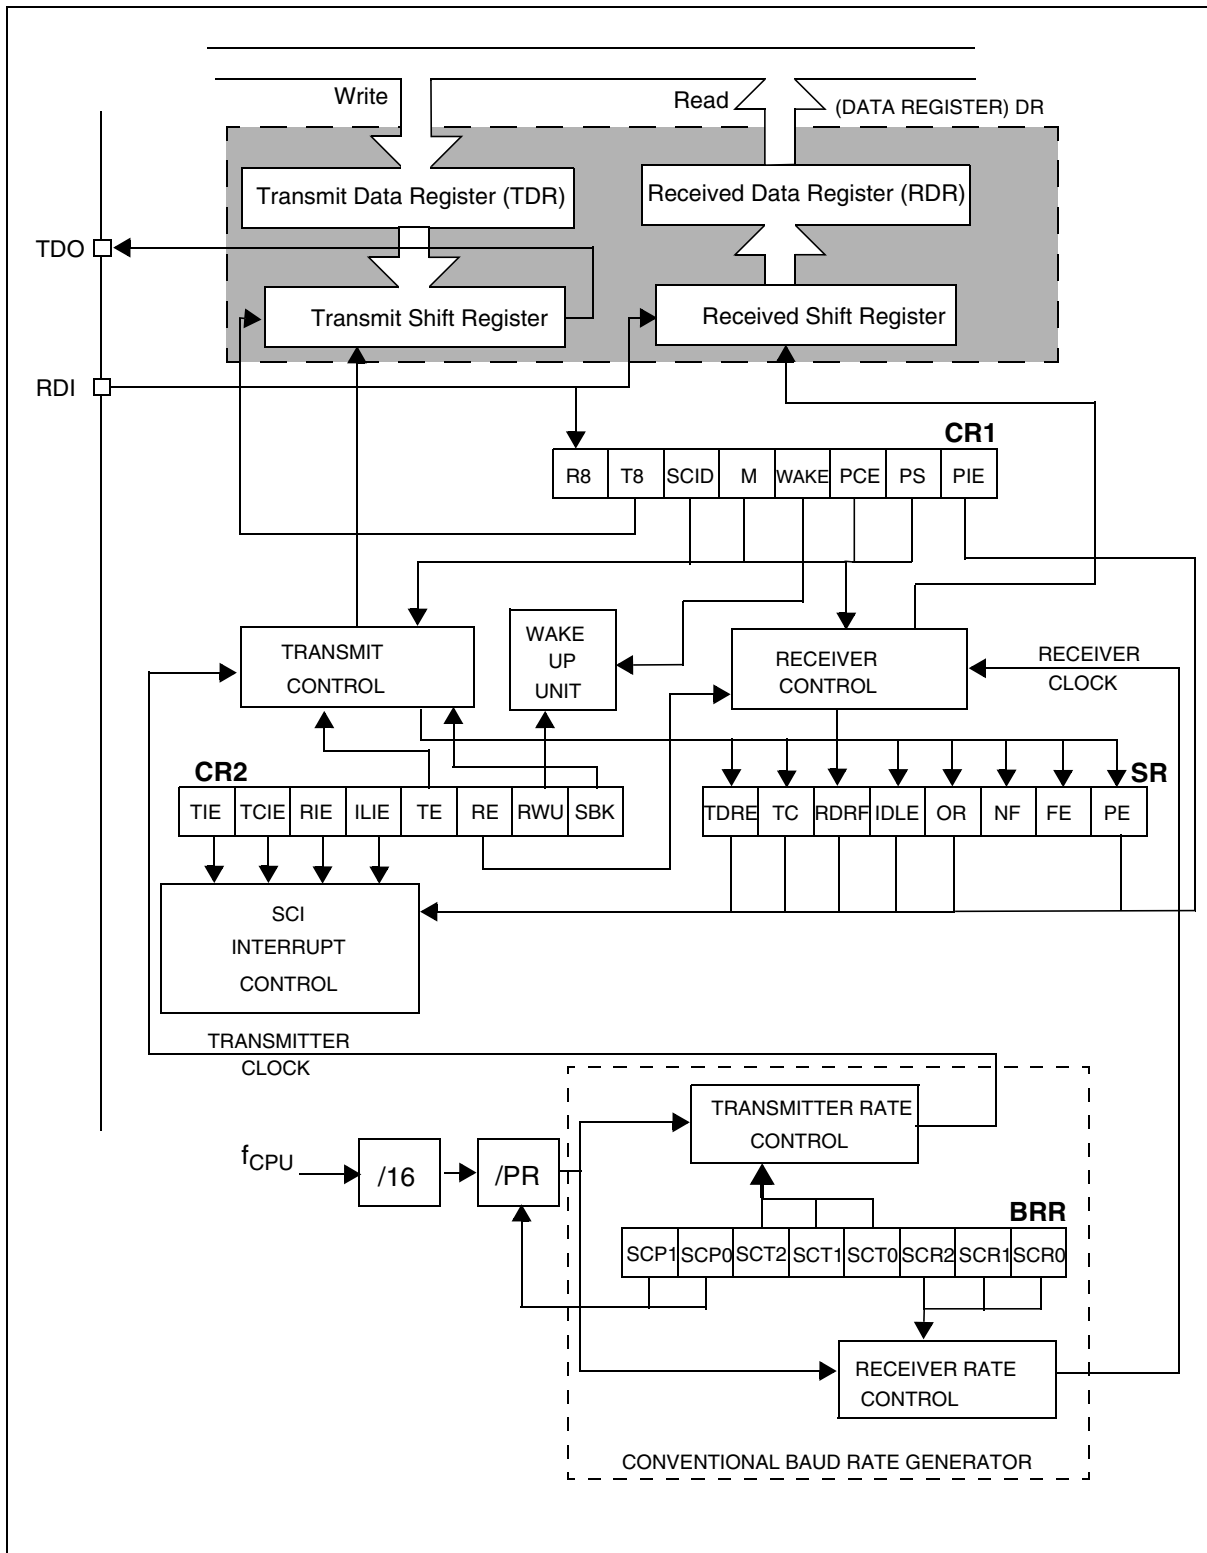 Write
Read
(DATA REGISTER) DR
Transmit Data Register (TDR)
Received Data Register (RDR)
TDO
Transmit Shift Register
Received Shift Register
RDI
CR1
R8 T8 SCID M WAKE PCE PS PIE
TRANSMIT
CONTROL
WAKE
UP
UNIT
RECEIVER
CONTROL
RECEIVER
CLOCK
CR2
SR
TIE TCIE RIE ILIE TE RE RWU SBK
TDRE TC RDRF IDLE OR NF FE PE
SCI
INTERRUPT
CONTROL
TRANSMITTER
CLOCK
TRANSMITTER RATE
CONTROL
fCPU
/16
/PR
BRR
SCP1 SCP0 SCT2 SCT1 SCT0 SCR2 SCR1 SCR0
RECEIVER RATE
CONTROL
CONVENTIONAL BAUD RATE GENERATOR